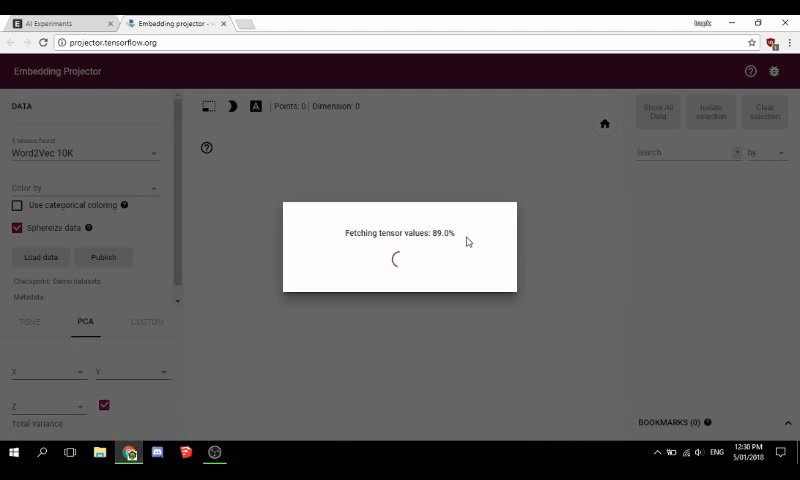 AI Experiments
Embedding projector - v
projector.tensorflow.org
Embedding Projector
DATA
Points: 0
Dimension: 0
Show All Data
Isolate selection
Clear selection
5 tensors found
Word2Vec 10K
Search
by
Color by
Use categorical coloring
Sphereize data
Fetching tensor values: 89.0%
Load data
Publish
Checkpoint: Demo datasets
Metadata:
T-SNE
PCA
CUSTOM
X
Y
Z
Total variance
BOOKMARKS (0)
ENG
12:30 PM
5/01/2018